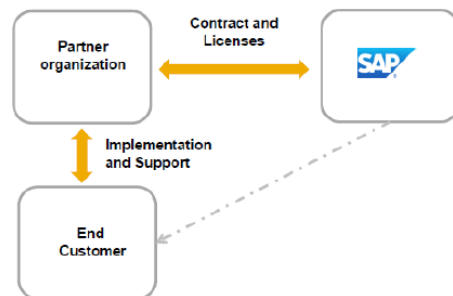 Contract and
Licenses
Partner
organization
SAP
Implementation
and Support
End
Customer